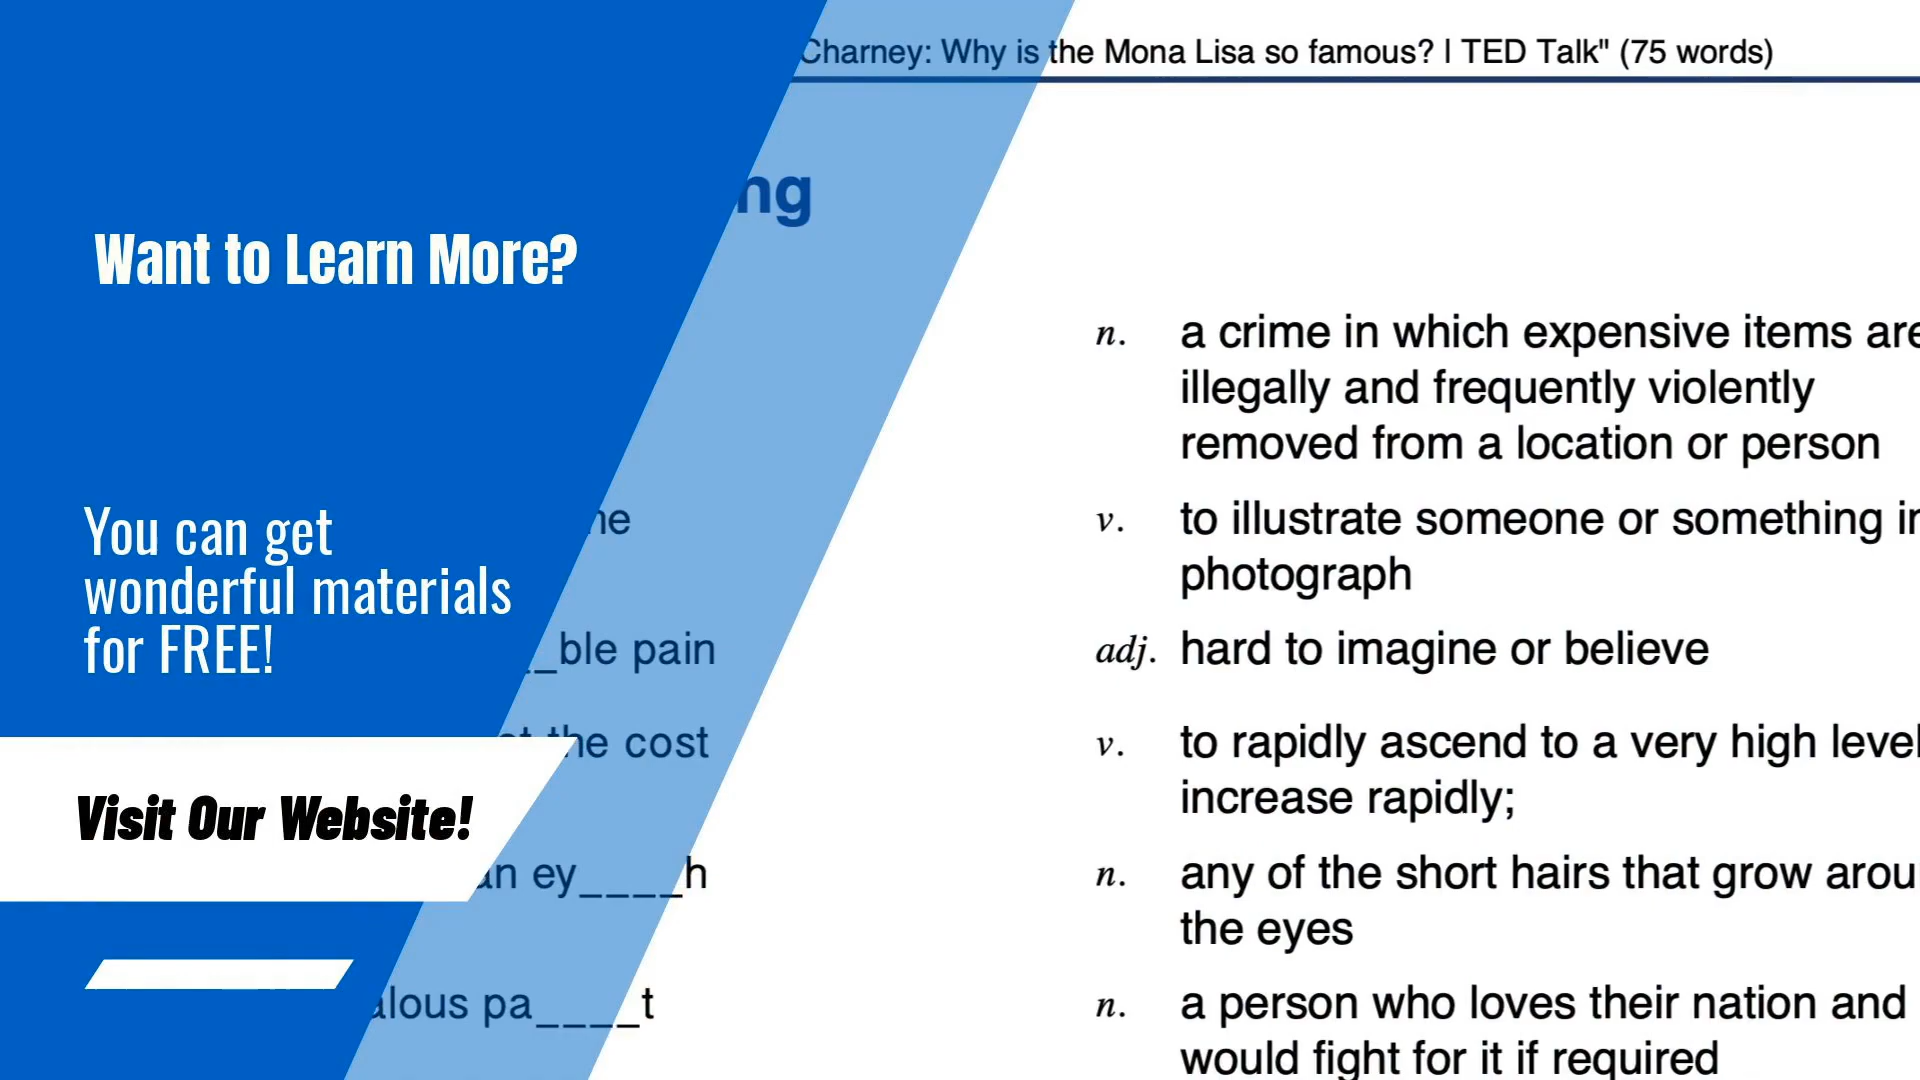 Charney: Why is the Mona Lisa so famous? | TED Talk" (75 words)
ng
Want to Learn More?
You can get
wonderful materials
for FREE!
Visit Our Website!
n. a crime in which expensive items are
illegally and frequently violently
removed from a location or person
v. to illustrate someone or something in
photograph
_ble pain adj. hard to imagine or believe
the cost v. to rapidly ascend to a very high level
increase rapidly;
an ey____h n. any of the short hairs that grow arou
the eyes
alous pa____t n. a person who loves their nation and
would fight for it if required